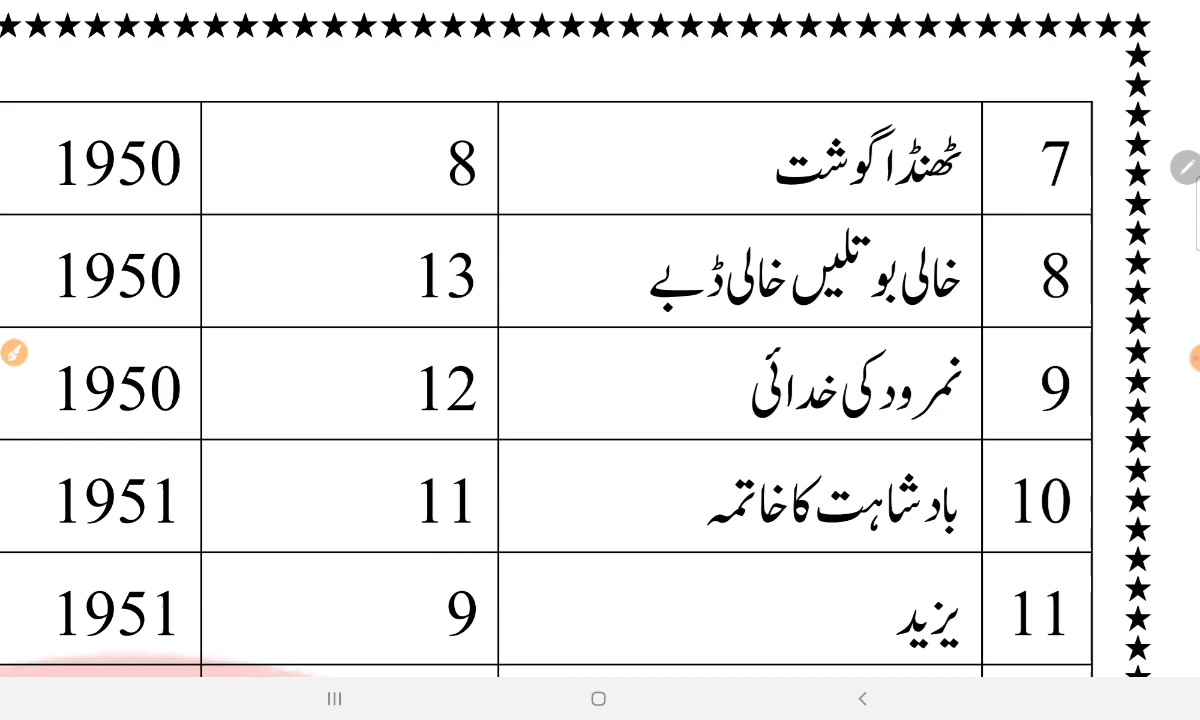 7 ٹھنڈا گوشت 8 1950
8 خالی بوتلیں خالی ڈبے 13 1950
9 نمرود کی خدائی 12 1950
10 بادشاہت کا خاتمہ 11 1951
11 یزید 9 1951